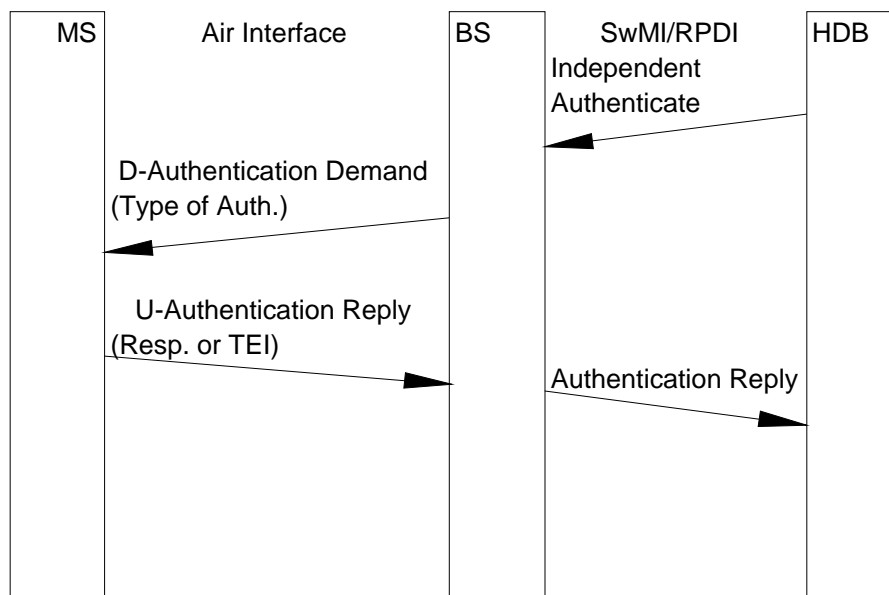 MS Air Interface BS SwMI/RPDI HDB
Independent
Authenticate
D-Authentication Demand
(Type of Auth.)
U-Authentication Reply
(Resp. or TEI)
Authentication Reply